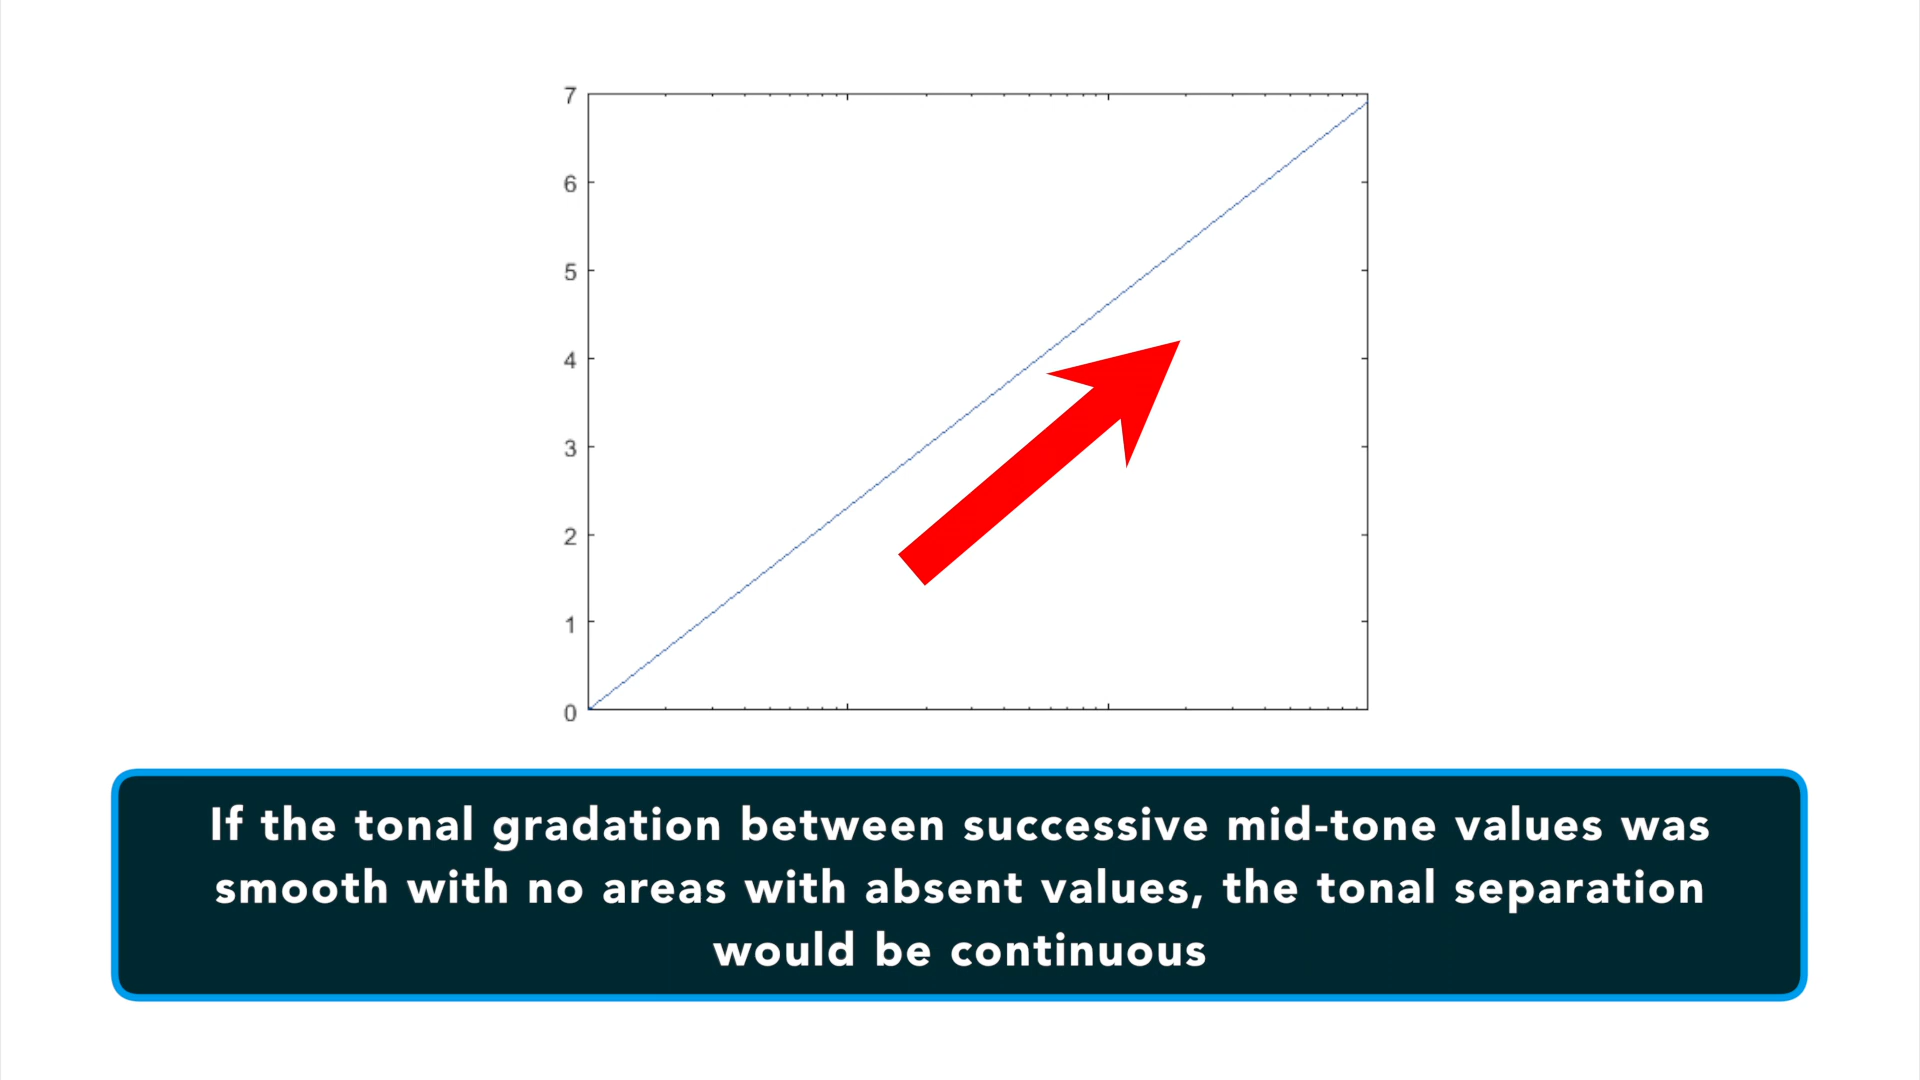 7
6
5
4
3
2
1
0
If the tonal gradation between successive mid-tone values was
smooth with no areas with absent values, the tonal separation
would be continuous